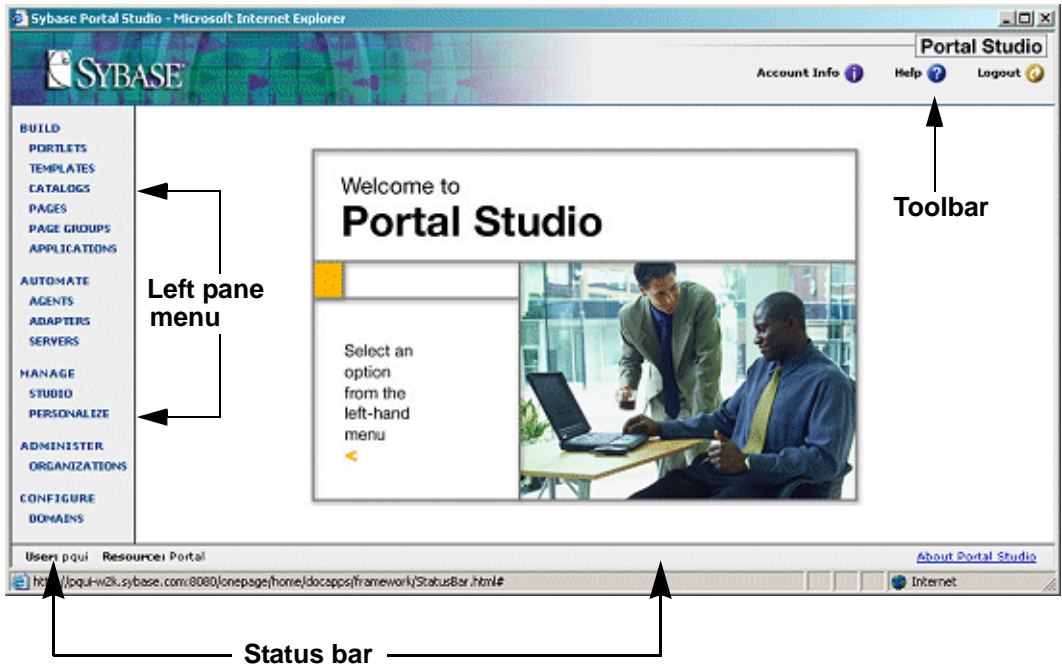 Sybase Portal Studio - Microsoft Internet Explorer
Portal Studio
SYBASE
Account Info
Help
Logout
BUILD
PORTLETS
TEMPLATES
CATALOGS
PAGES
PAGE GROUPS
APPLICATIONS
AUTOMATE
AGENTS
ADAPTERS
SERVERS
MANAGE
STUDIO
PERSONALIZE
ADMINISTER
ORGANIZATIONS
CONFIGURE
DOMAINS
Left pane
menu
Welcome to
Portal Studio
Select an
option
from the
left-hand
menu
Toolbar
User: pqui Resource: Portal
About Portal Studio
http://pqui-w2k.sybase.com:8080/onepage/home/docapps/framework/StatusBar.html#
Internet
Status bar